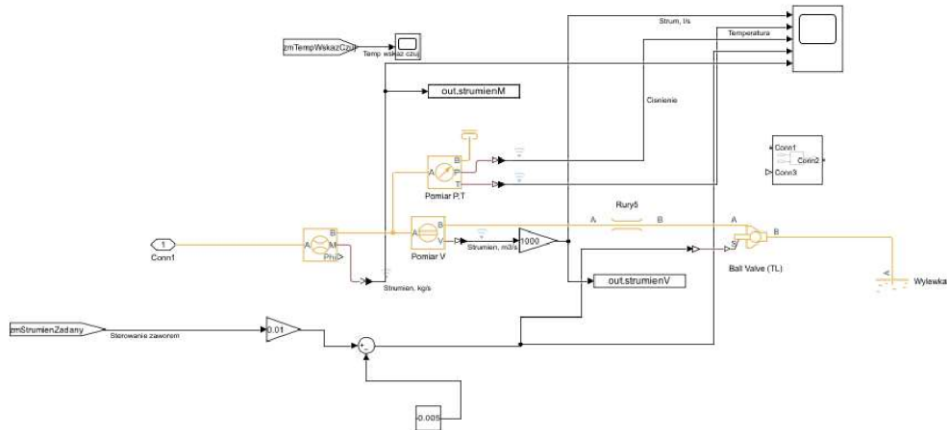 Strum, l/s
zmTempWskazCzuj
Temp wskaz czuj
Temperatura
out.strumienM
Cisnienie
B
A
P
T
Pomiar P,T
Conn1
Conn2
Conn3
Rury5
A
B
A
B
S
Ball Valve (TL)
1
Conn1
A
B
M
Phi
A
B
V
Pomiar V
Strumien, m3/s
1000
Strumien, kg/s
out.strumienV
A
Wylewka
zmStrumienZadany
Sterowanie zaworem
0.01
+
-
-0.005